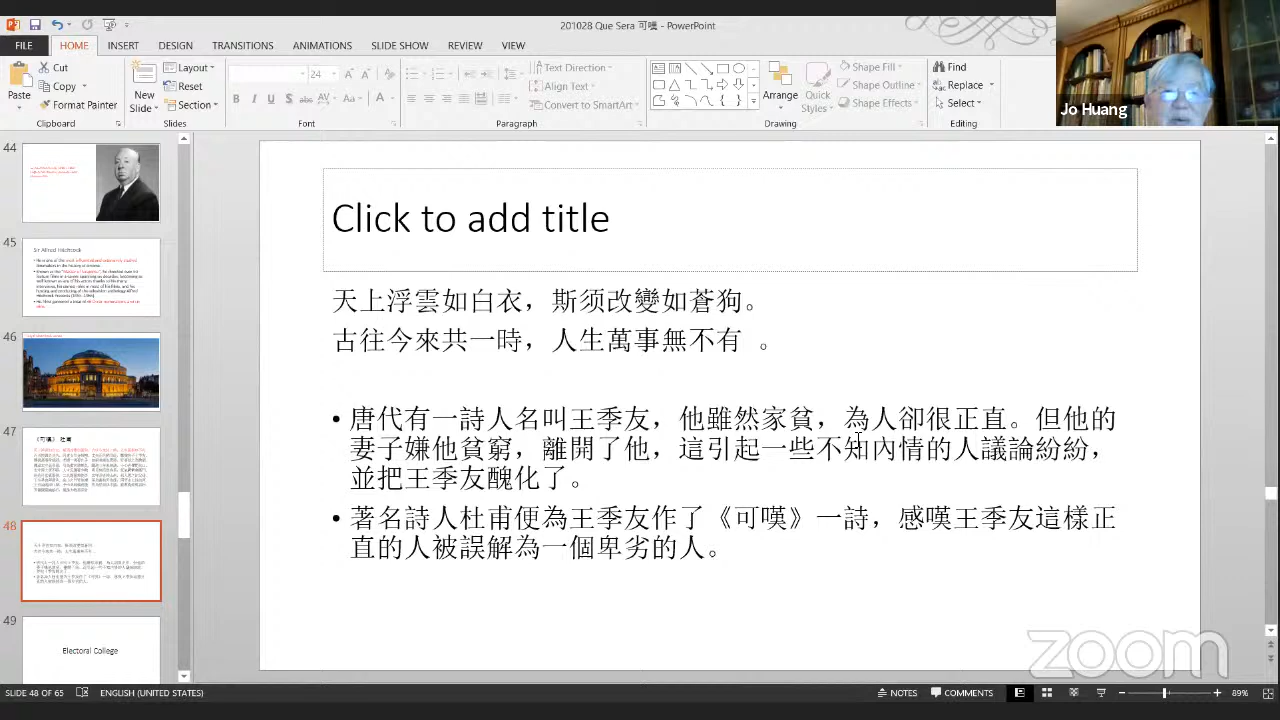 201028 Que Sera 可嘆 - PowerPoint
FILE HOME INSERT DESIGN TRANSITIONS ANIMATIONS SLIDE SHOW REVIEW VIEW
Cut Layout 24 Text Direction Shape Fill Find
Paste Copy New Slide Reset Align Text Arrange Quick Styles Shape Outline Replace
Format Painter Section Convert to SmartArt Shape Effects Select
Clipboard Slides Font Paragraph Drawing Editing
Jo Huang
44
45
Sir Alfred Hitchcock
46
47
《可嘆》 杜甫
48
49
Electoral College
Click to add title
天上浮雲如白衣，斯须改變如蒼狗。
古往今來共一時，人生萬事無不有 。
• 唐代有一詩人名叫王季友，他雖然家貧，為人卻很正直。但他的
妻子嫌他貧窮，離開了他，這引起一些不知內情的人議論紛紛，
並把王季友醜化了。
• 著名詩人杜甫便為王季友作了《可嘆》一詩，感嘆王季友這樣正
直的人被誤解為一個卑劣的人。
zoom
SLIDE 48 OF 65 ENGLISH (UNITED STATES) NOTES COMMENTS 89%